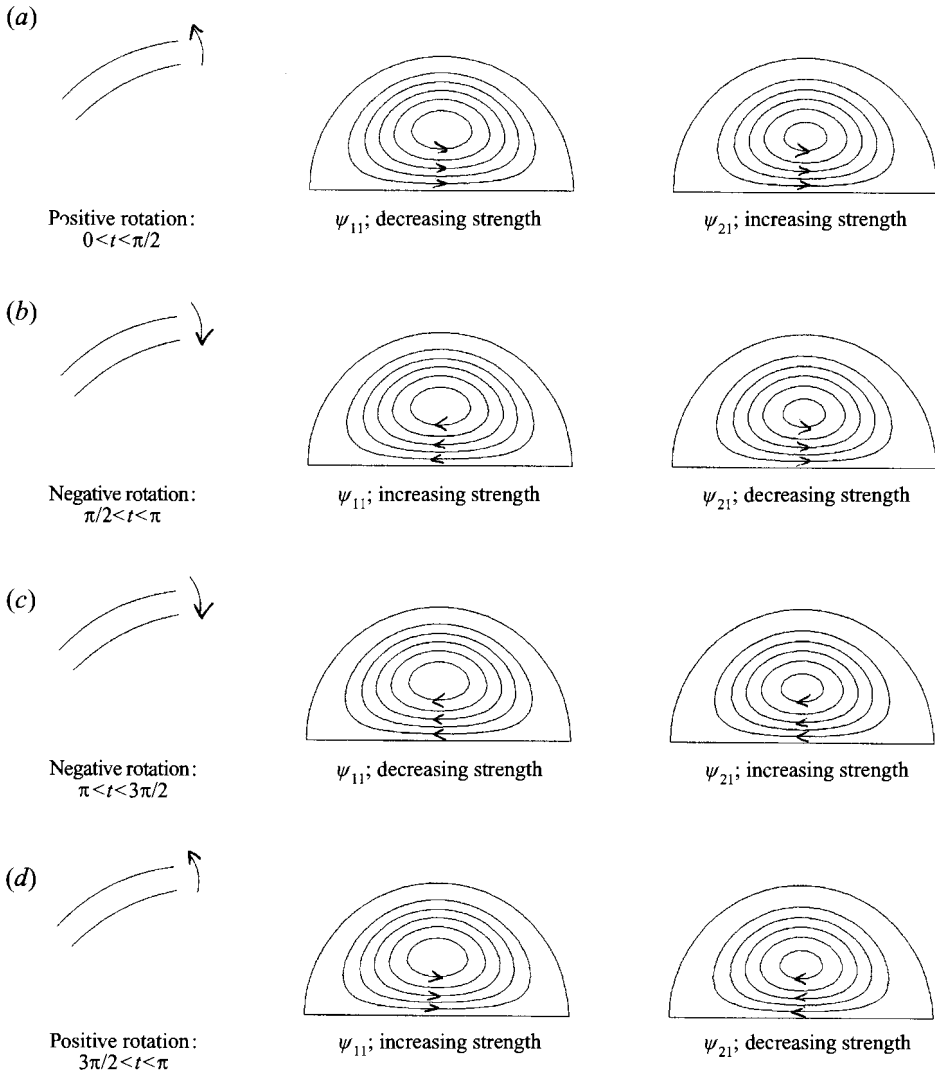 (a)
Positive rotation:
0<t<π/2
ψ11; decreasing strength
ψ21; increasing strength
(b)
Negative rotation:
π/2<t<π
ψ11; increasing strength
ψ21; decreasing strength
(c)
Negative rotation:
π<t<3π/2
ψ11; decreasing strength
ψ21; increasing strength
(d)
Positive rotation:
3π/2<t<π
ψ11; increasing strength
ψ21; decreasing strength